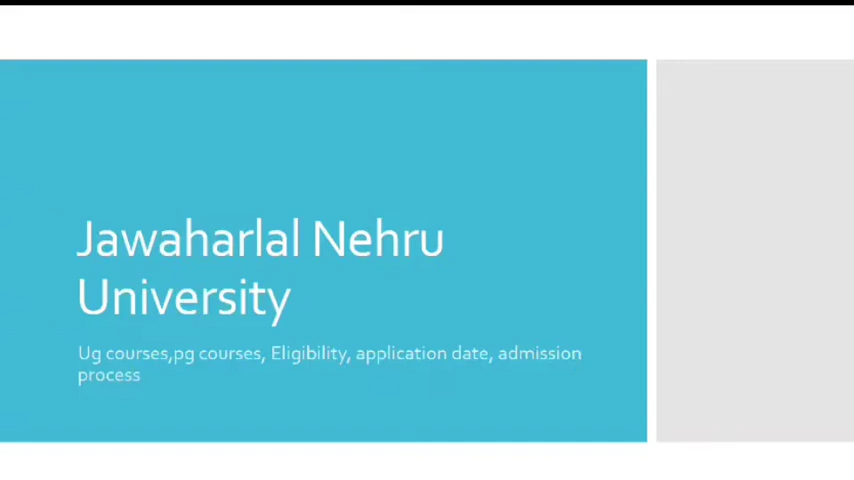 Jawaharlal Nehru
University
Ug courses,pg courses, Eligibility, application date, admission
process